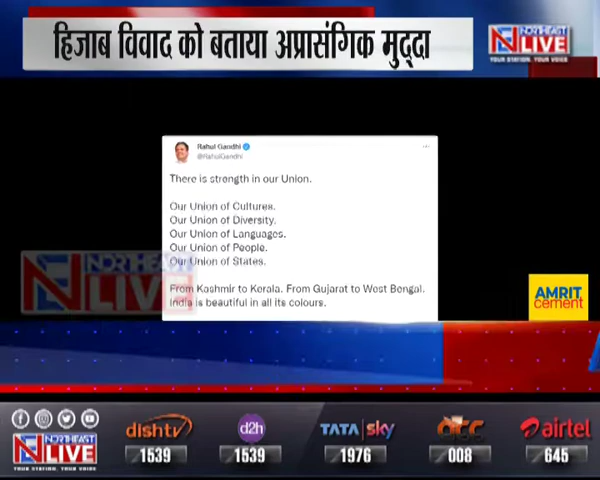 हिजाब विवाद को बताया अप्रासंगिक मुद्दा
NORTHEAST
LIVE
YOUR STATION. YOUR VOICE
Rahul Gandhi
@RahulGandhi
There is strength in our Union.
Our Union of Cultures.
Our Union of Diversity.
Our Union of Languages.
Our Union of People.
Our Union of States.
From Kashmir to Kerala. From Gujarat to West Bengal.
India is beautiful in all its colours.
NORTHEAST
LIVE
AMRIT
cement
NORTHEAST
LIVE
YOUR STATION. YOUR VOICE
dishtv
1539
d2h
1539
TATA sky
1976
008
airtel
645